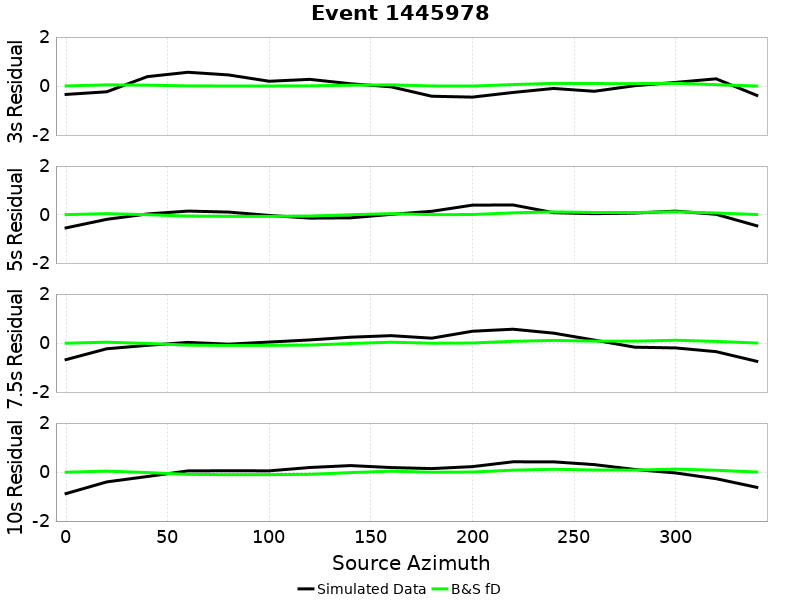 Event 1445978
3s Residual
2
0
-2
5s Residual
2
0
-2
7.5s Residual
2
0
-2
10s Residual
2
0
-2
0 50 100 150 200 250 300
Source Azimuth
Simulated Data B&S fD